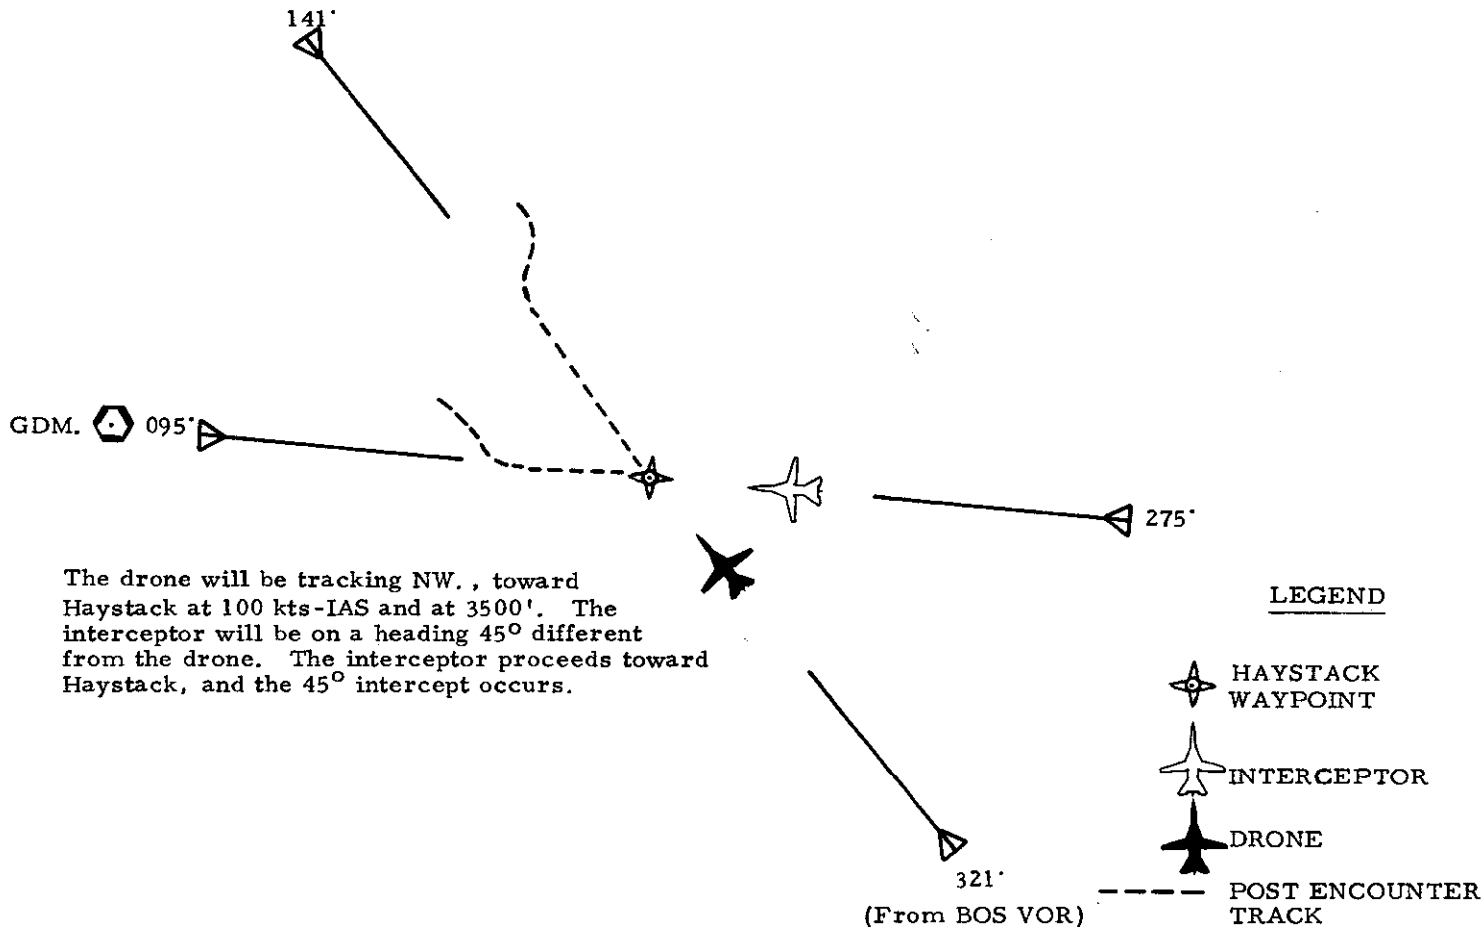 141°
GDM. 095°
275°
The drone will be tracking NW., toward
Haystack at 100 kts-IAS and at 3500'. The
interceptor will be on a heading 45° different
from the drone. The interceptor proceeds toward
Haystack, and the 45° intercept occurs.
321°
(From BOS VOR)
LEGEND
HAYSTACK
WAYPOINT
INTERCEPTOR
DRONE
POST ENCOUNTER
TRACK